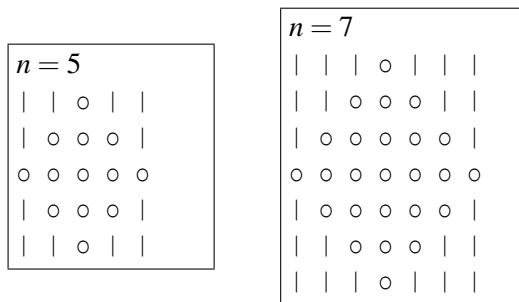 n = 5
| | o | |
| o o o |
o o o o o
| o o o |
| | o | |
n = 7
| | | o | | |
| | o o o | |
| o o o o o |
o o o o o o o
| o o o o o |
| | o o o | |
| | | o | | |